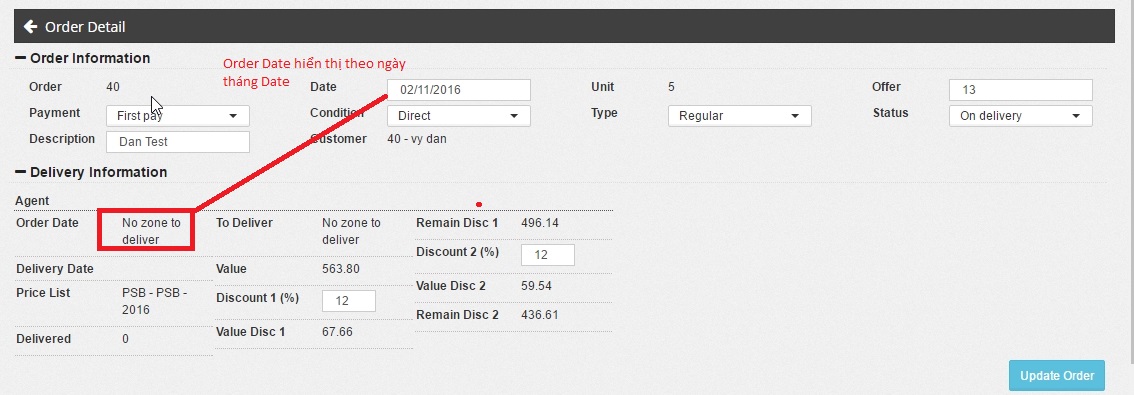 Order Detail
Order Information
Order Date hiển thị theo ngày
tháng Date
Order 40 Date 02/11/2016 Unit 5 Offer 13
Payment First pay Condition Direct Type Regular Status On delivery
Description Dan Test Customer 40 - vy dan
Delivery Information
Agent
Order Date No zone to deliver To Deliver No zone to deliver Remain Disc 1 496.14
Discount 2 (%) 12
Delivery Date Value 563.80
Value Disc 2 59.54
Price List PSB - PSB - 2016 Discount 1 (%) 12
Remain Disc 2 436.61
Delivered 0 Value Disc 1 67.66
Update Order